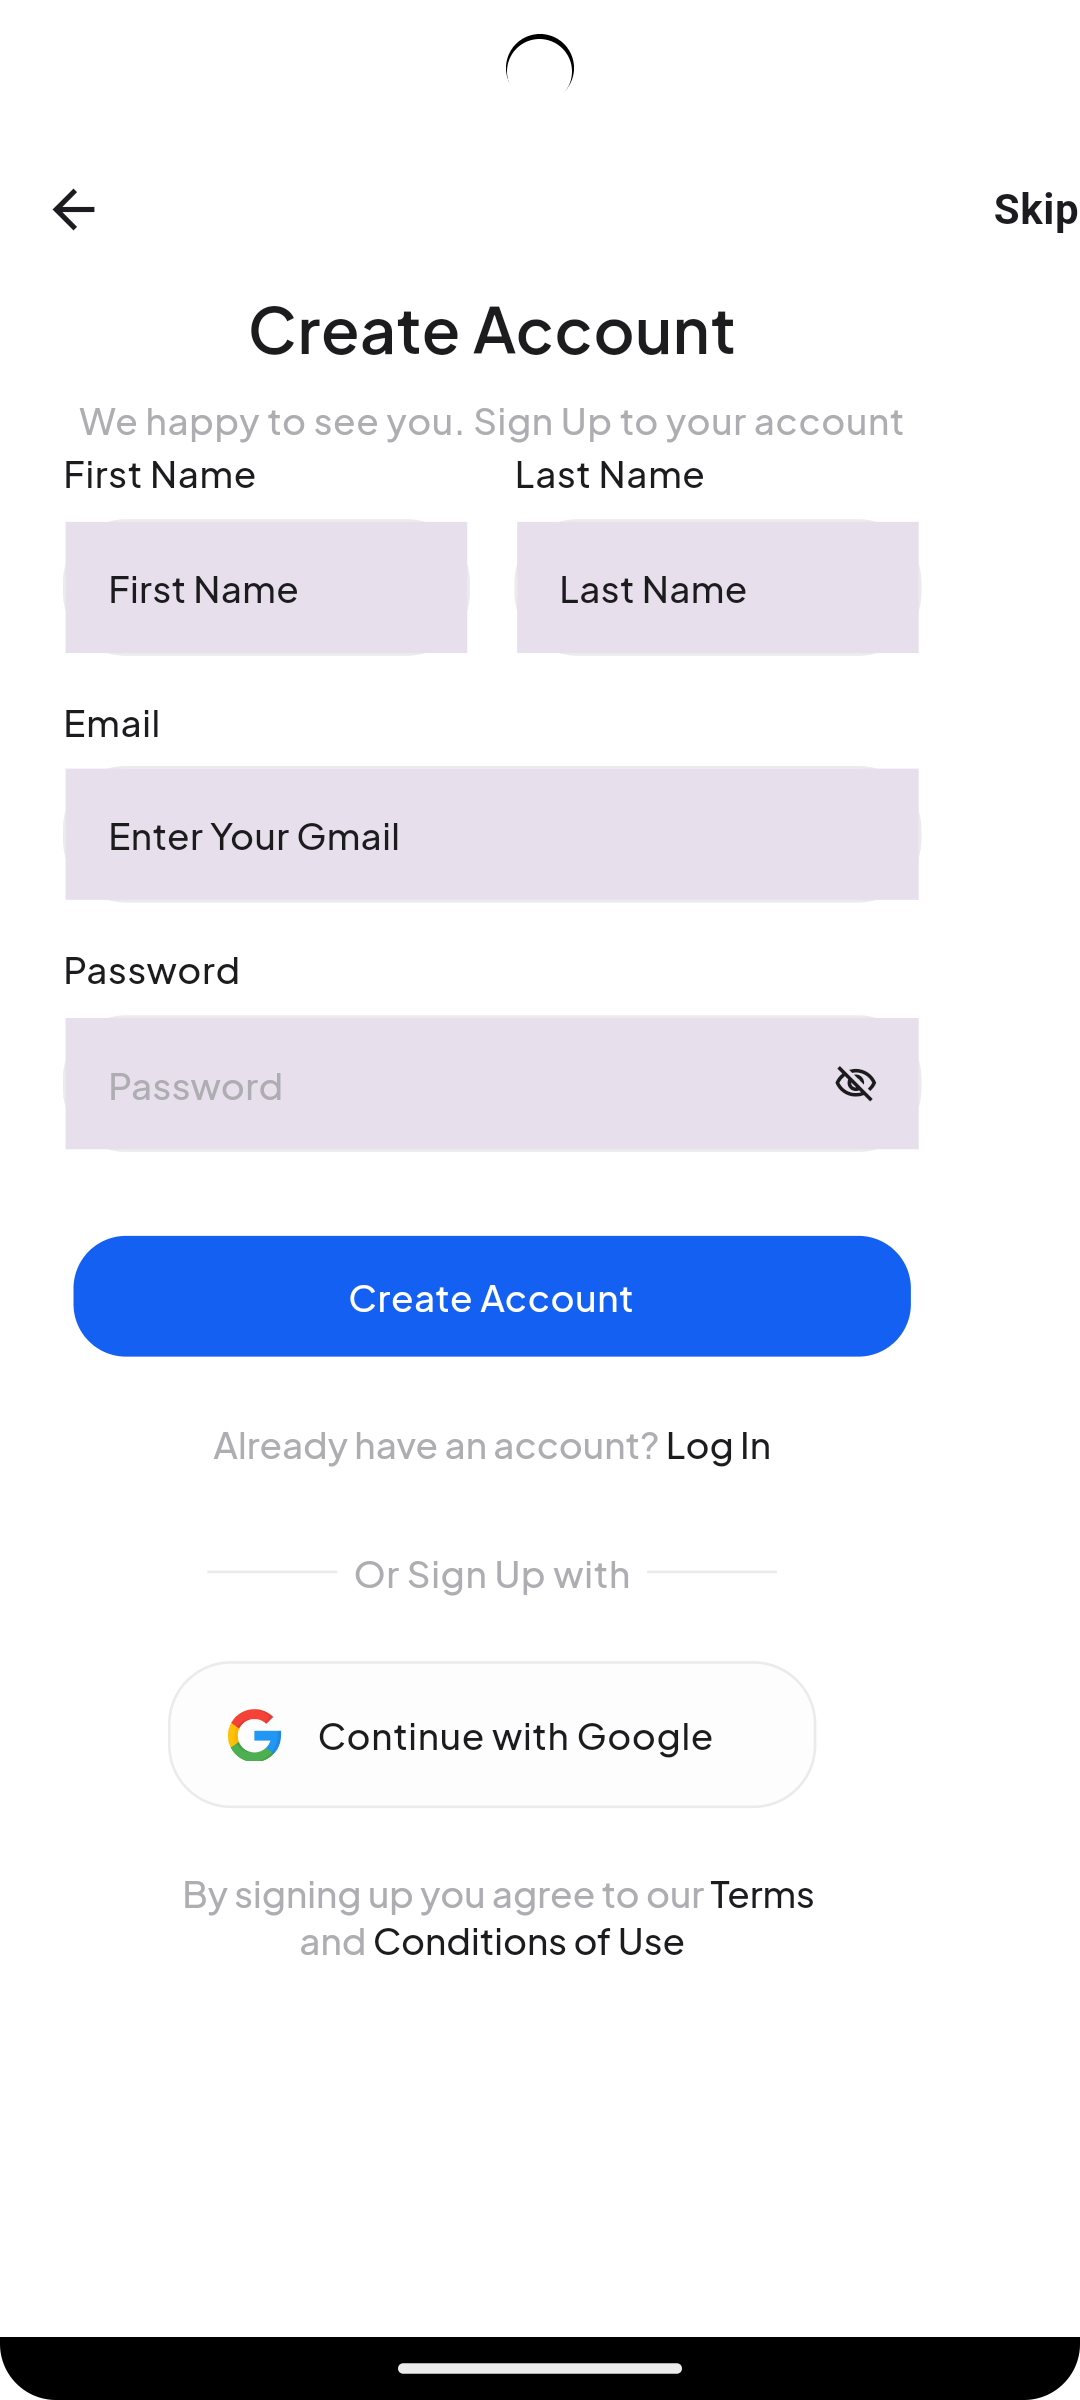 Skip
Create Account
We happy to see you. Sign Up to your account
First Name Last Name
First Name Last Name
Email
Enter Your Gmail
Password
Password
Create Account
Already have an account? Log In
Or Sign Up with
Continue with Google
By signing up you agree to our Terms
and Conditions of Use